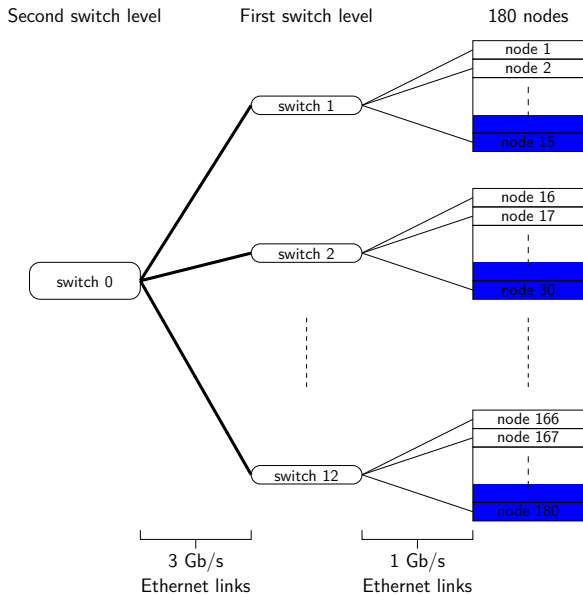 Second switch level
First switch level
180 nodes
node 1
node 2
switch 1
node 15
node 16
node 17
switch 2
switch 0
node 30
node 166
node 167
switch 12
node 180
3 Gb/s
Ethernet links
1 Gb/s
Ethernet links